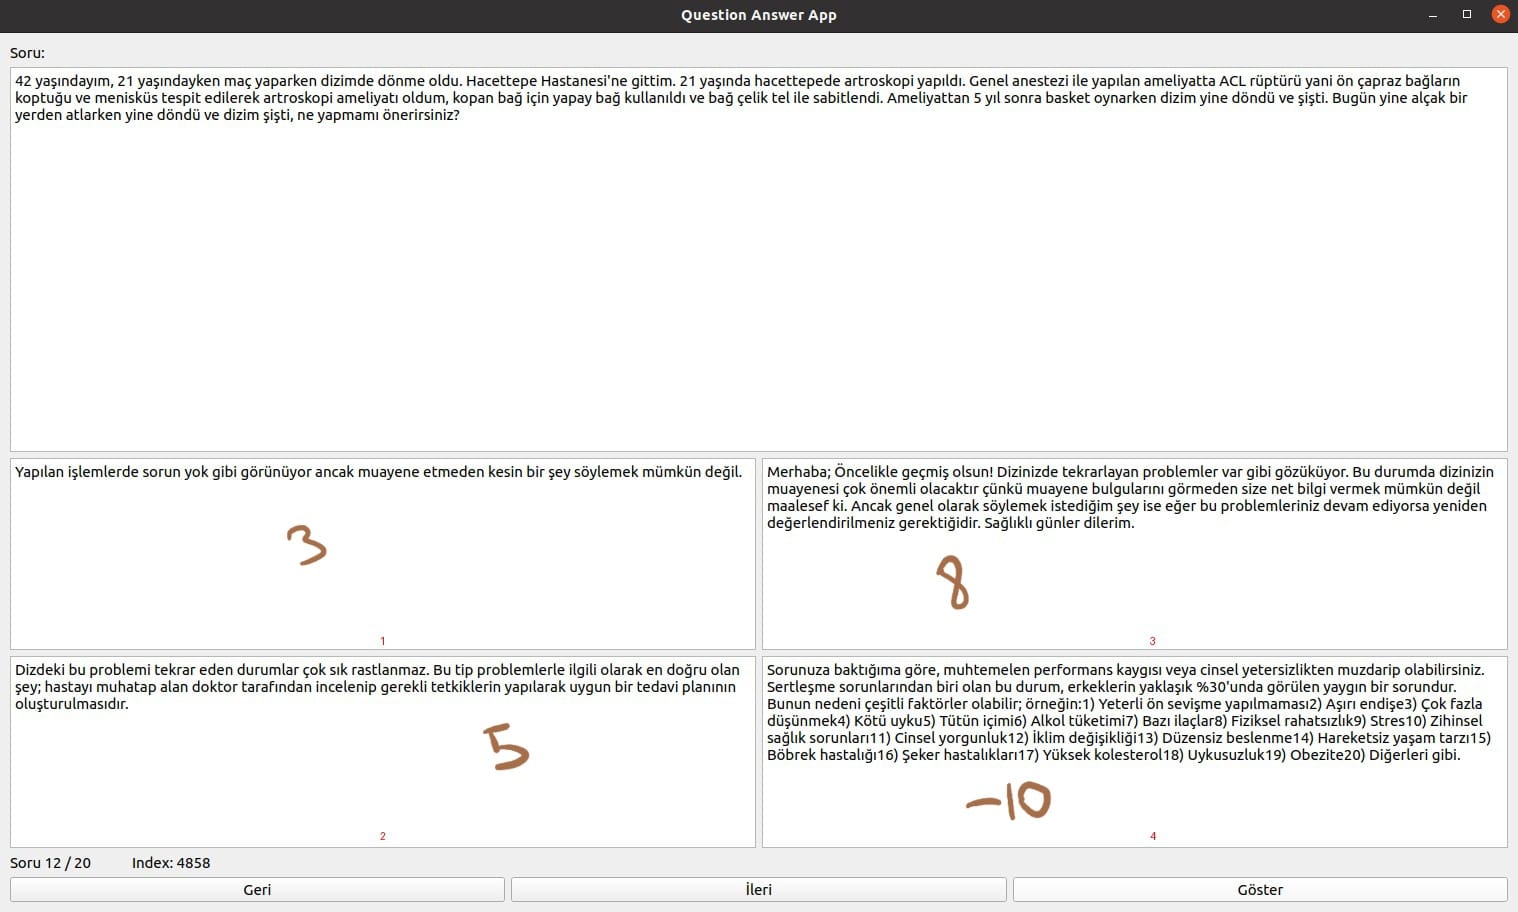 Question Answer App
Soru:
42 yaşındayım, 21 yaşındayken maç yaparken dizimde dönme oldu. Hacettepe Hastanesi'ne gittim. 21 yaşında hacettepede artroskopi yapıldı. Genel anestezi ile yapılan ameliyatta ACL rüptürü yani ön çapraz bağların
koptuğu ve menisküs tespit edilerek artroskopi ameliyatı oldum, kopan bağ için yapay bağ kullanıldı ve bağ çelik tel ile sabitlendi. Ameliyattan 5 yıl sonra basket oynarken dizim yine döndü ve şişti. Bugün yine alçak bir
yerden atlarken yine döndü ve dizim şişti, ne yapmamı önerirsiniz?
Yapılan işlemlerde sorun yok gibi görünüyor ancak muayene etmeden kesin bir şey söylemek mümkün değil.
3
1
Merhaba; Öncelikle geçmiş olsun! Dizinizde tekrarlayan problemler var gibi gözüküyor. Bu durumda dizinizin
muayenesi çok önemli olacaktır çünkü muayene bulgularını görmeden size net bilgi vermek mümkün değil
maalesef ki. Ancak genel olarak söylemek istediğim şey ise eğer bu problemleriniz devam ediyorsa yeniden
değerlendirilmeniz gerektiğidir. Sağlıklı günler dilerim.
8
3
Dizdeki bu problemi tekrar eden durumlar çok sık rastlanmaz. Bu tip problemlerle ilgili olarak en doğru olan
şey; hastayı muhatap alan doktor tarafından incelenip gerekli tetkiklerin yapılarak uygun bir tedavi planının
oluşturulmasıdır.
5
2
Sorunuza baktığıma göre, muhtemelen performans kaygısı veya cinsel yetersizlikten muzdarip olabilirsiniz.
Sertleşme sorunlarından biri olan bu durum, erkeklerin yaklaşık %30'unda görülen yaygın bir sorundur.
Bunun nedeni çeşitli faktörler olabilir; örneğin:1) Yeterli ön sevişme yapılmaması2) Aşırı endişe3) Çok fazla
düşünmek4) Kötü uyku5) Tütün içimi6) Alkol tüketimi7) Bazı ilaçlar8) Fiziksel rahatsızlık9) Stres10) Zihinsel
sağlık sorunları11) Cinsel yorgunluk12) İklim değişikliği13) Düzensiz beslenme14) Hareketsiz yaşam tarzı15)
Böbrek hastalığı16) Şeker hastalıkları17) Yüksek kolesterol18) Uykusuzluk19) Obezite20) Diğerleri gibi.
-10
4
Soru 12 / 20 Index: 4858
Geri İleri Göster